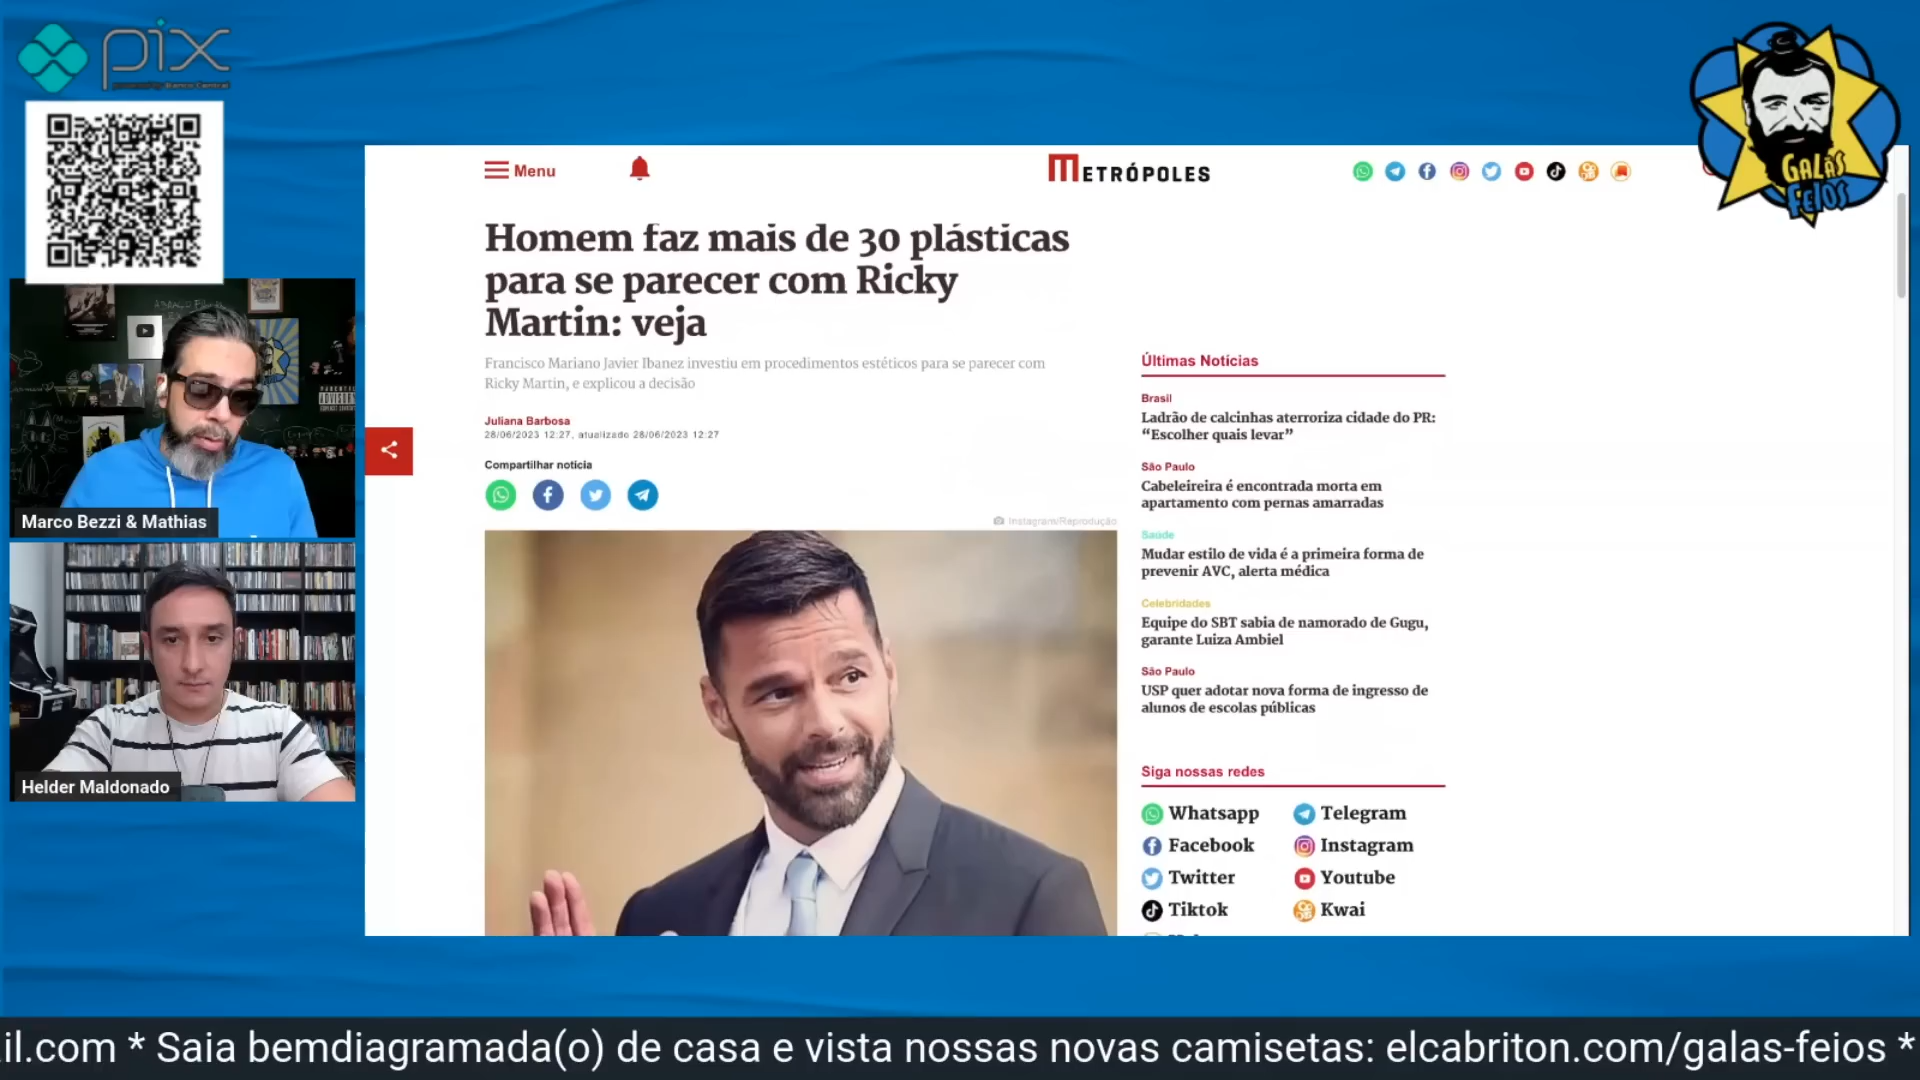 pix
powered by Banco Central
GALÃS
FEIOS
Marco Bezzi & Mathias
Helder Maldonado
Menu
METRÓPOLES
Homem faz mais de 30 plásticas
para se parecer com Ricky
Martin: veja
Francisco Mariano Javier Ibanez investiu em procedimentos estéticos para se parecer com
Ricky Martin, e explicou a decisão
Juliana Barbosa
28/06/2023 12:27, atualizado 28/06/2023 12:27
Compartilhar notícia
Instagram/Reprodução
Últimas Notícias
Brasil
Ladrão de calcinhas aterroriza cidade do PR:
“Escolher quais levar”
São Paulo
Cabeleireira é encontrada morta em
apartamento com pernas amarradas
Saúde
Mudar estilo de vida é a primeira forma de
prevenir AVC, alerta médica
Celebridades
Equipe do SBT sabia de namorado de Gugu,
garante Luiza Ambiel
São Paulo
USP quer adotar nova forma de ingresso de
alunos de escolas públicas
Siga nossas redes
Whatsapp
Telegram
Facebook
Instagram
Twitter
Youtube
Tiktok
Kwai
il.com * Saia bemdiagramada(o) de casa e vista nossas novas camisetas: elcabriton.com/galas-feios *